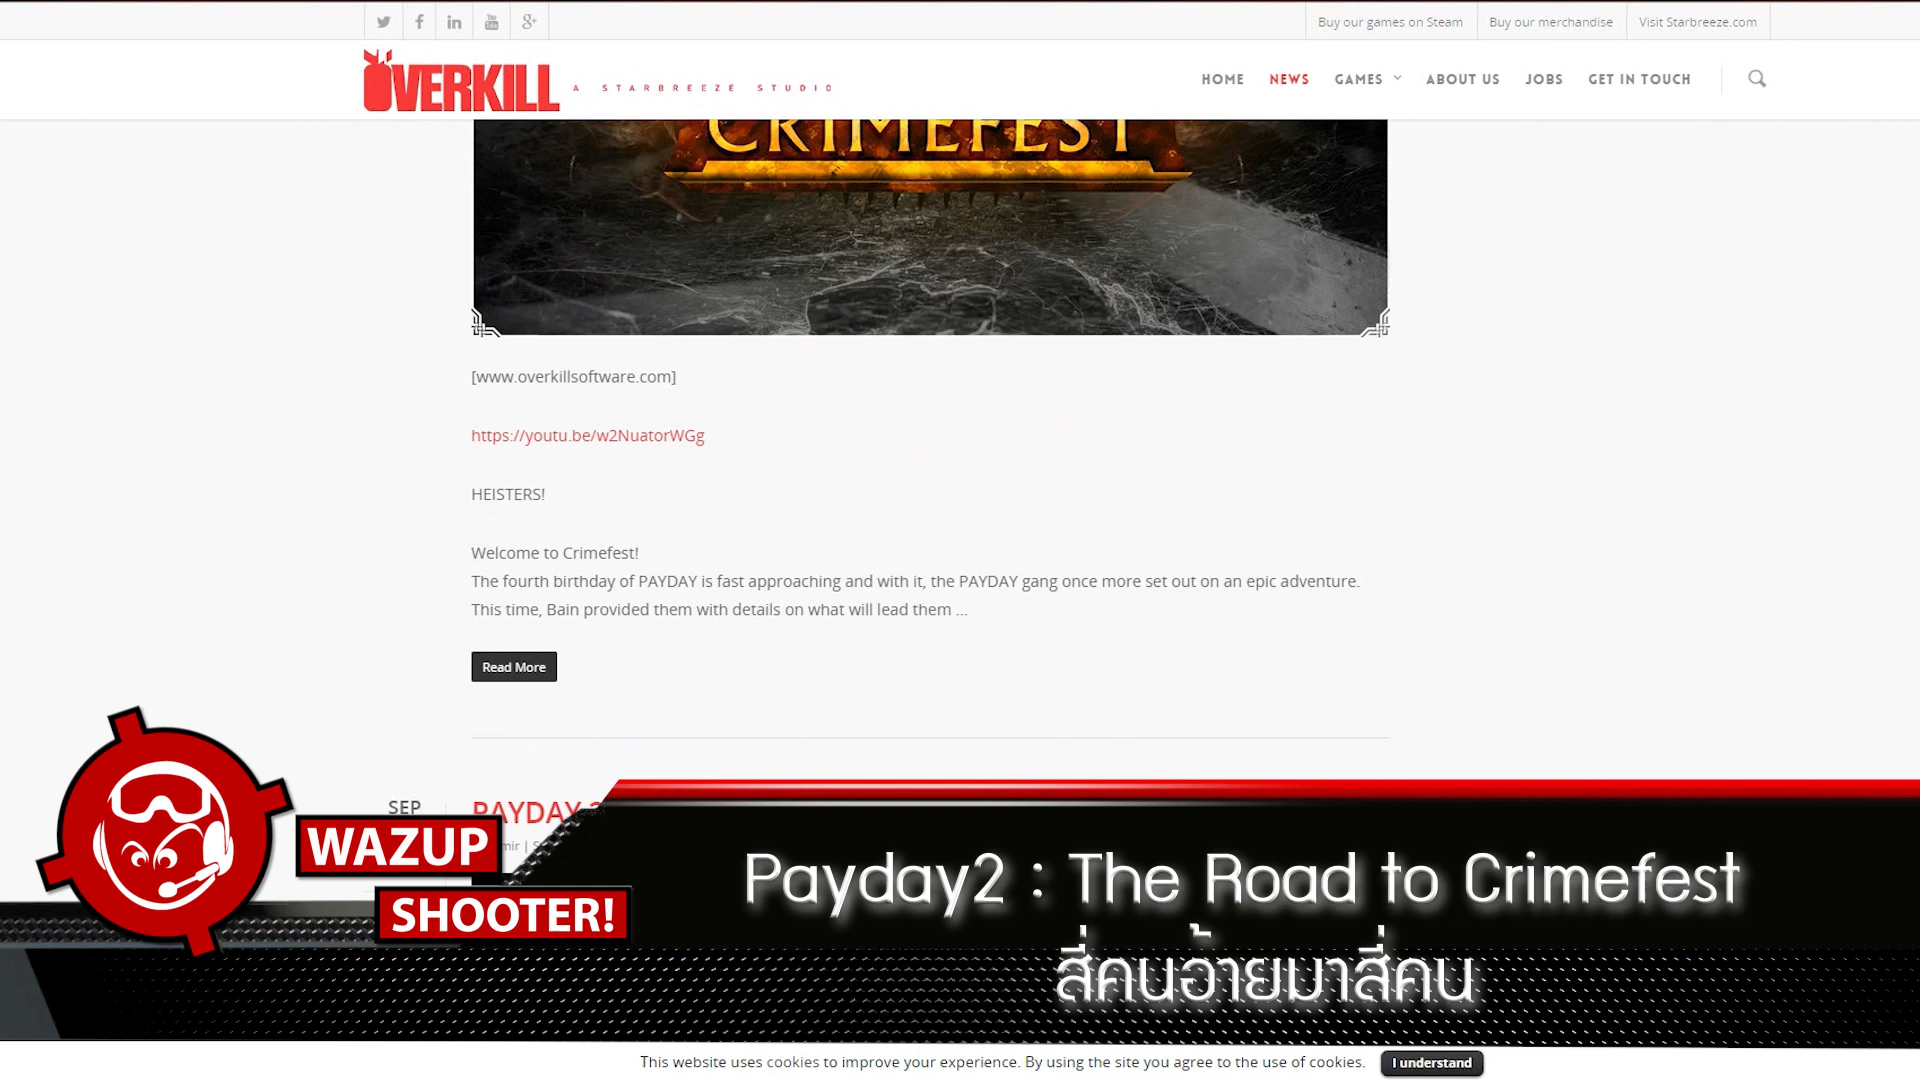 Buy our games on Steam
Buy our merchandise
Visit Starbreeze.com
OVERKILL
A STARBREEZE STUDIO
HOME
NEWS
GAMES
ABOUT US
JOBS
GET IN TOUCH
CRIMEFEST
[www.overkillsoftware.com]
https://youtu.be/w2NuatorWGg
HEISTERS!
Welcome to Crimefest!
The fourth birthday of PAYDAY is fast approaching and with it, the PAYDAY gang once more set out on an epic adventure.
This time, Bain provided them with details on what will lead them ...
Read More
SEP
PAYDAY
WAZUP
SHOOTER!
Payday2 : The Road to Crimefest
สี่คนอ้ายมาสี่คน
This website uses cookies to improve your experience. By using the site you agree to the use of cookies.
I understand